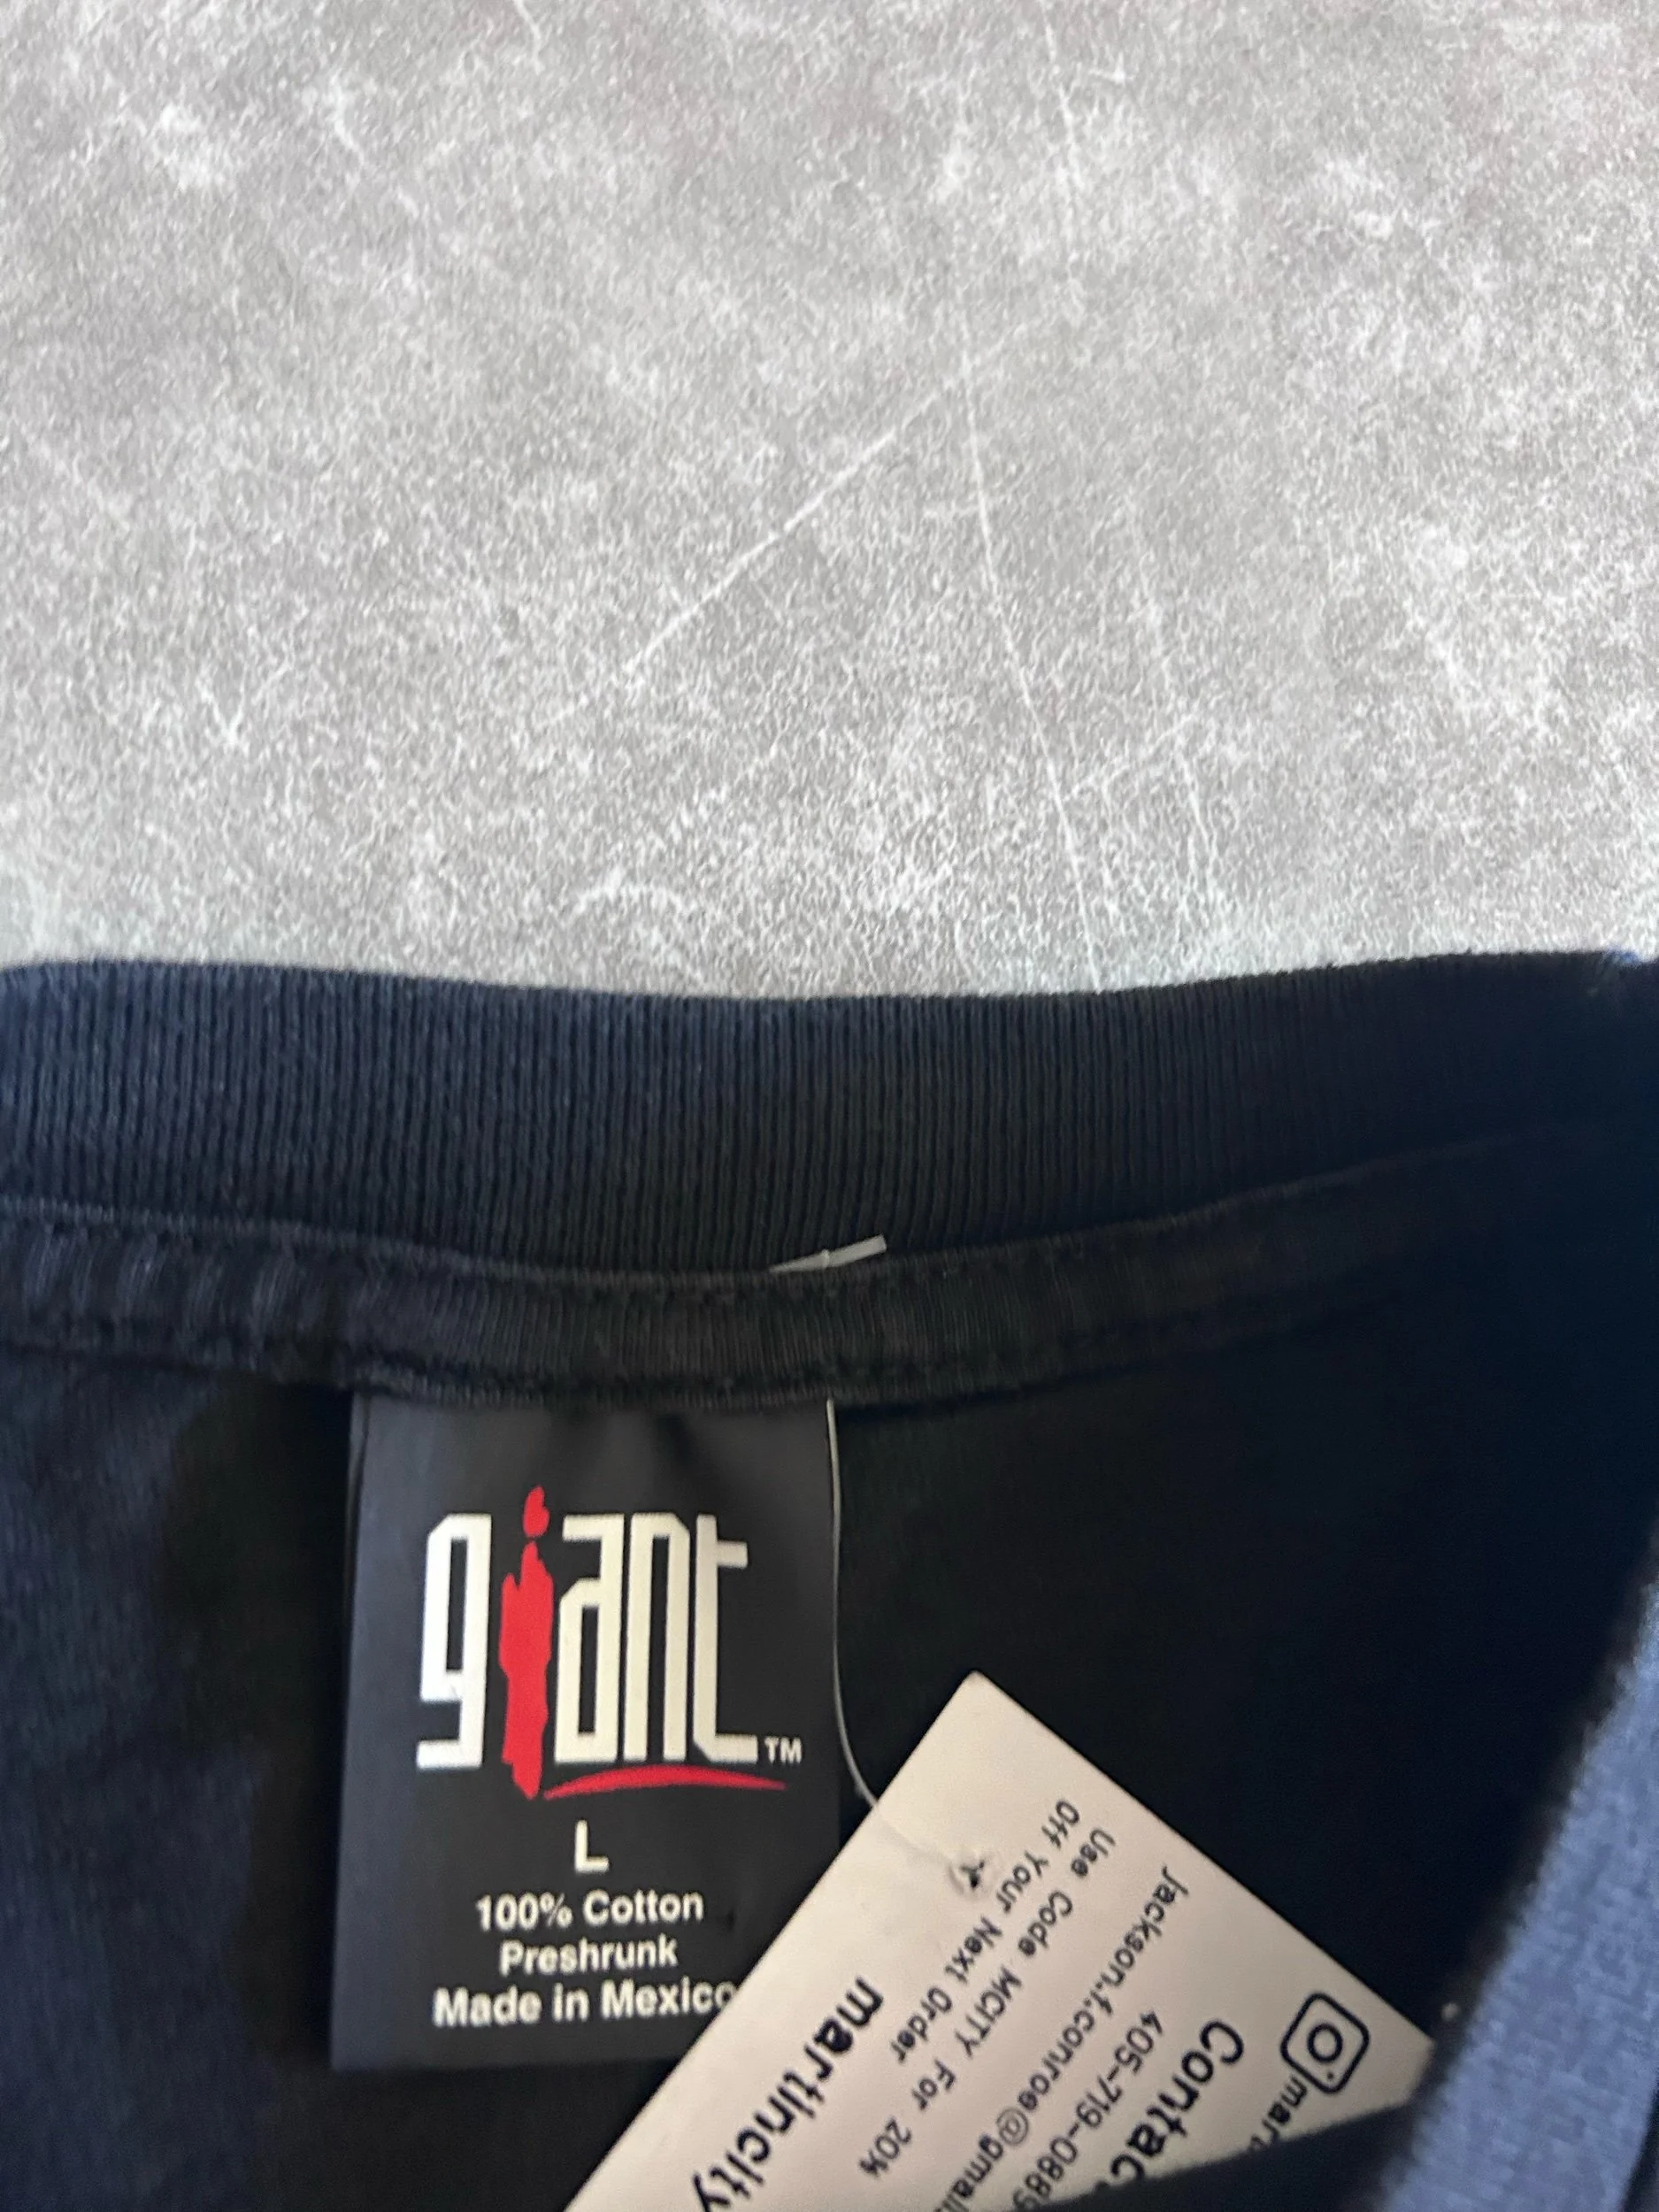 giant™
L
100% Cotton
Preshrunk
Made in Mexico
martincity
Use Code MCITY For 20%
Off Your Next Order
Contac
405-719-0889
jackson.f.conroe@gmail
mar